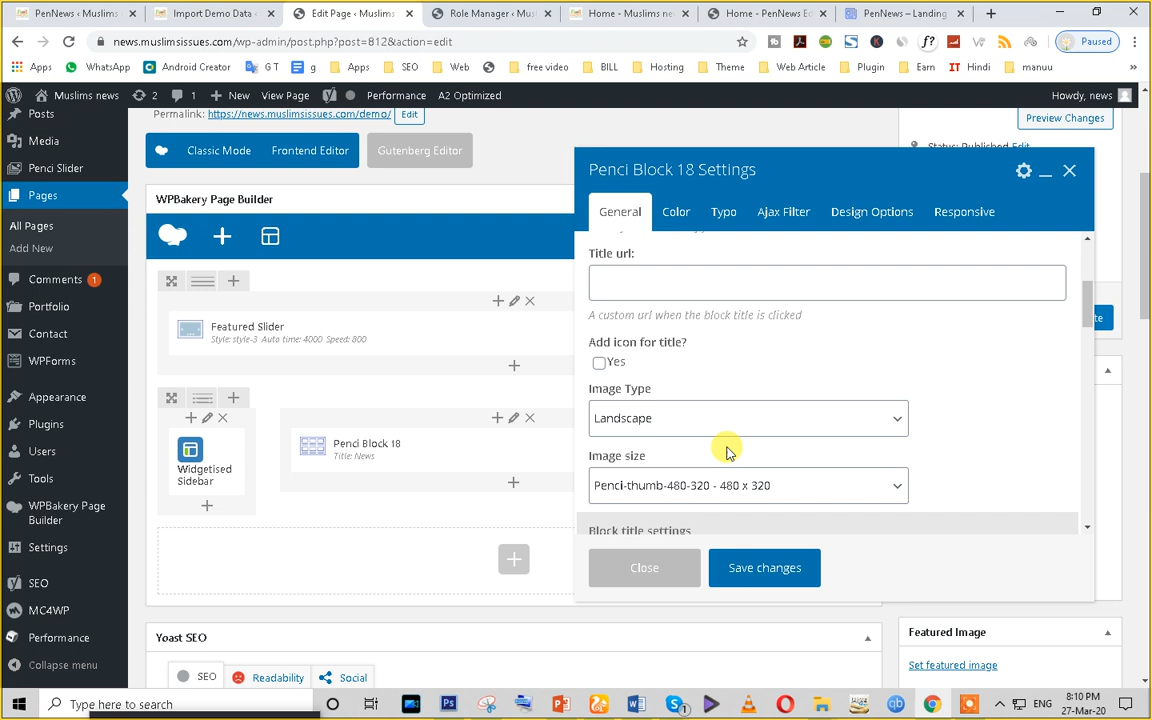 PenNews ‹ Muslims news
Import Demo Data
Edit Page ‹ Muslims
Role Manager ‹ Mus
Home - Muslims ne
Home - PenNews Ed
PenNews – Landing
news.muslimsissues.com/wp-admin/post.php?post=812&action=edit
Paused
Apps
WhatsApp
Android Creator
G T
g
Apps
SEO
Web
free video
BILL
Hosting
Theme
Web Article
Plugin
Earn
IT Hindi
manuu
Muslims news
2
1
New
View Page
Performance
A2 Optimized
Howdy, news
Posts
Media
Penci Slider
Pages
All Pages
Add New
Comments 1
Portfolio
Contact
WPForms
Appearance
Plugins
Users
Tools
WPBakery Page
Builder
Settings
SEO
MC4WP
Performance
Collapse menu
Permalink: https://news.muslimsissues.com/demo/ Edit
Classic Mode
Frontend Editor
Gutenberg Editor
Preview Changes
Status: Published Edit
WPBakery Page Builder
Featured Slider
Style: style-3 Auto time: 4000 Speed: 800
Widgetised
Sidebar
Penci Block 18
Title: News
Penci Block 18 Settings
General
Color
Typo
Ajax Filter
Design Options
Responsive
Title url:
A custom url when the block title is clicked
Add icon for title?
Yes
Image Type
Landscape
Image size
Penci-thumb-480-320 - 480 x 320
Block title settings
Close
Save changes
Yoast SEO
SEO
Readability
Social
Featured Image
Set featured image
Type here to search
ENG
8:10 PM
27-Mar-20